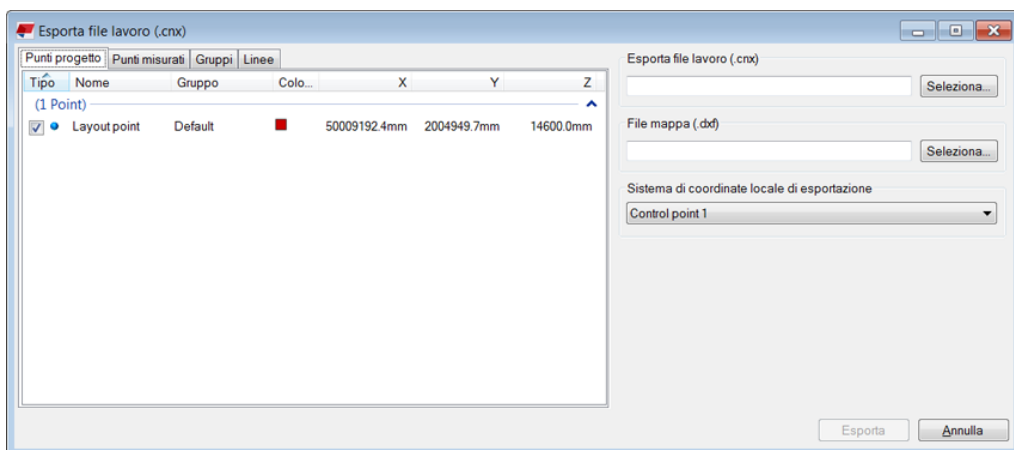 Esporta file lavoro (.cnx)
Punti progetto Punti misurati Gruppi Linee
Tipo Nome Gruppo Colo... X Y Z
(1 Point)
Layout point Default 50009192.4mm 2004949.7mm 14600.0mm
Esporta file lavoro (.cnx)
Seleziona...
File mappa (.dxf)
Seleziona...
Sistema di coordinate locale di esportazione
Control point 1
Esporta Annulla